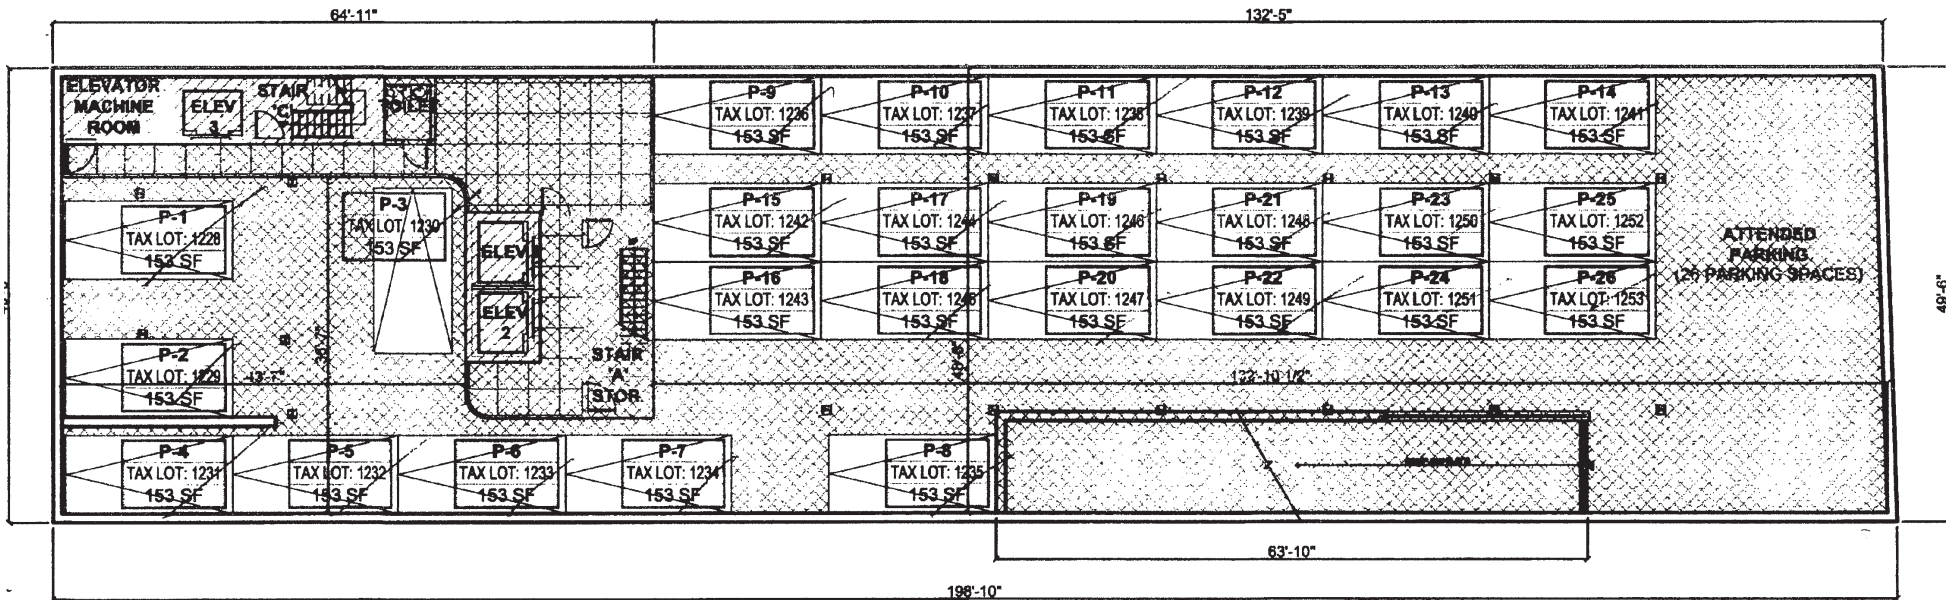 64'-11"
132'-5"
ELEVATOR
MACHINE
ROOM
ELEV
3
STAIR
"C"
TOILET
P-9
TAX LOT: 1236
153 SF
P-10
TAX LOT: 1237
153 SF
P-11
TAX LOT: 1238
153 SF
P-12
TAX LOT: 1239
153 SF
P-13
TAX LOT: 1240
153 SF
P-14
TAX LOT: 1241
153 SF
P-1
TAX LOT: 1228
153 SF
P-3
TAX LOT: 1230
153 SF
ELEV
P-15
TAX LOT: 1242
153 SF
P-17
TAX LOT: 1244
153 SF
P-19
TAX LOT: 1246
153 SF
P-21
TAX LOT: 1248
153 SF
P-23
TAX LOT: 1250
153 SF
P-25
TAX LOT: 1252
153 SF
ATTENDED
PARKING
(26 PARKING SPACES)
P-16
TAX LOT: 1243
153 SF
P-18
TAX LOT: 1245
153 SF
P-20
TAX LOT: 1247
153 SF
P-22
TAX LOT: 1249
153 SF
P-24
TAX LOT: 1251
153 SF
P-26
TAX LOT: 1253
153 SF
49'-6"
ELEV
2
P-2
TAX LOT: 1229
153 SF
STAIR
"A"
STOR
122'-10 1/2"
P-4
TAX LOT: 1231
153 SF
P-5
TAX LOT: 1232
153 SF
P-6
TAX LOT: 1233
153 SF
P-7
TAX LOT: 1234
153 SF
P-8
TAX LOT: 1235
153 SF
63'-10"
198'-10"